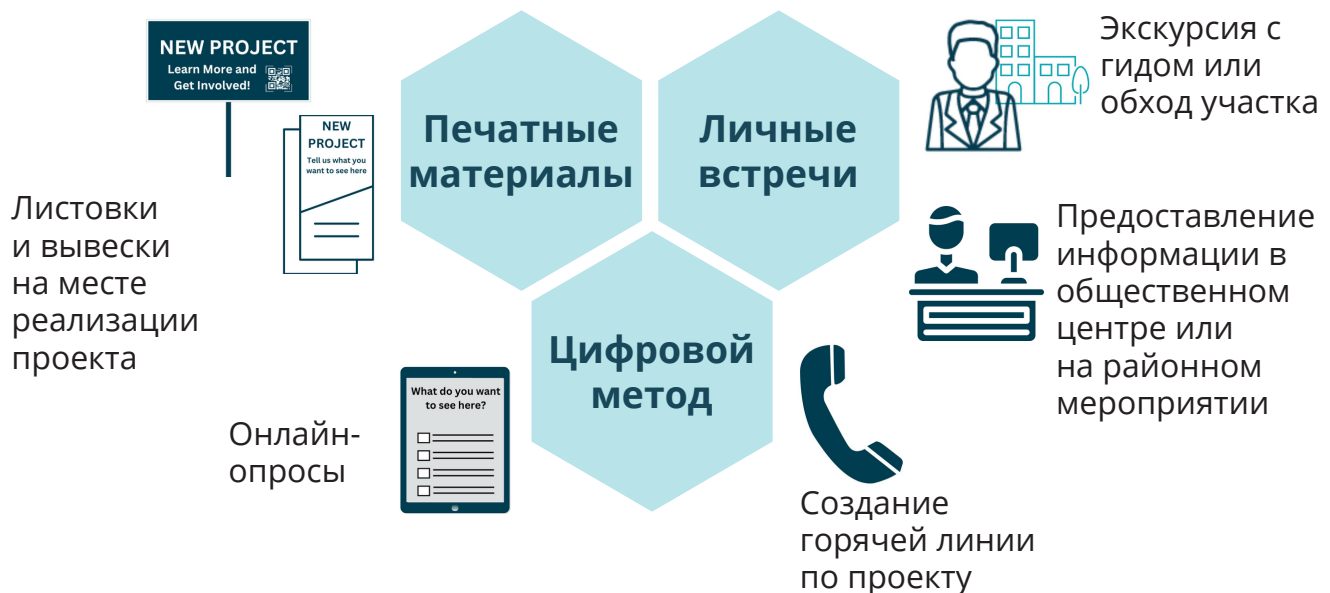 NEW PROJECT
Learn More and
Get Involved!
NEW
PROJECT
Tell us what you
want to see here
Листовки
и вывески
на месте
реализации
проекта
Печатные
материалы
Личные
встречи
Экскурсия с
гидом или
обход участка
Предоставление
информации в
общественном
центре или
на районном
мероприятии
Цифровой
метод
What do you want
to see here?
Онлайн-
опросы
Создание
горячей линии
по проекту